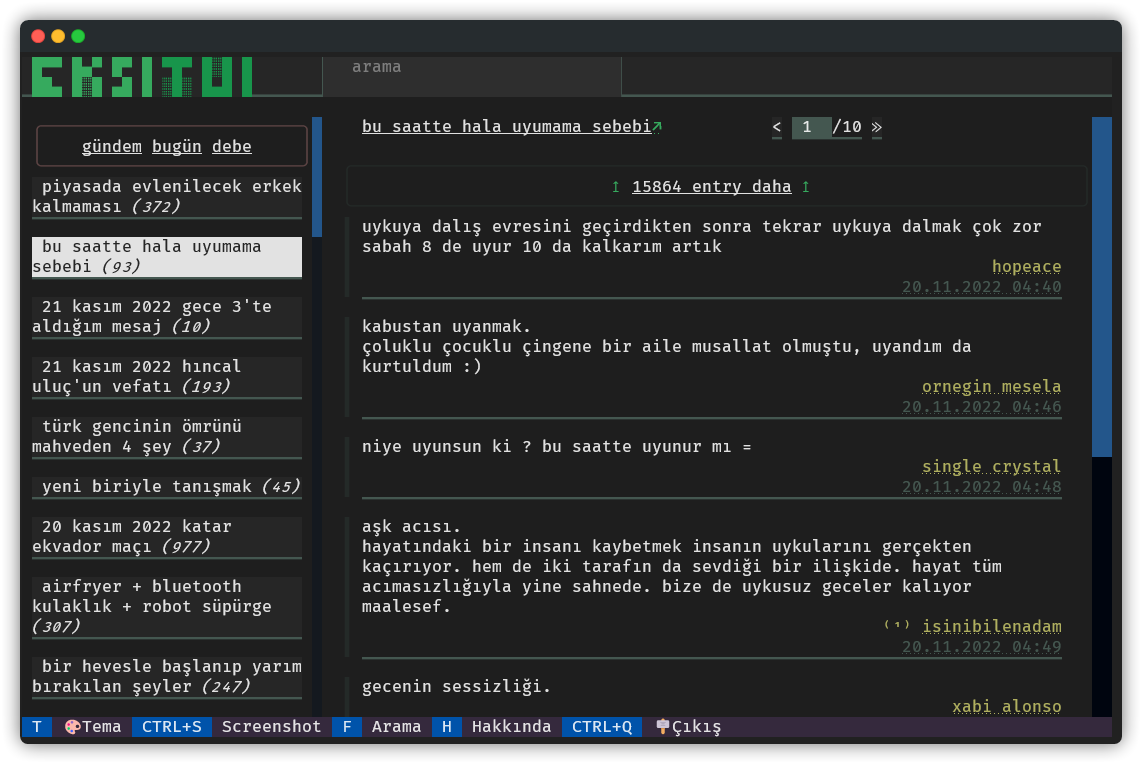 EKSITUI
arama
gündem bugün debe
piyasada evlenilecek erkek
kalmaması (372)
bu saatte hala uyumama
sebebi (93)
21 kasım 2022 gece 3'te
aldığım mesaj (10)
21 kasım 2022 hıncal
uluç'un vefatı (193)
türk gencinin ömrünü
mahveden 4 şey (37)
yeni biriyle tanışmak (45)
20 kasım 2022 katar
ekvador maçı (977)
airfryer + bluetooth
kulaklık + robot süpürge
(307)
bir hevesle başlanıp yarım
bırakılan şeyler (247)
bu saatte hala uyumama sebebi↗
< 1 /10 »
↥ 15864 entry daha ↥
uykuya dalış evresini geçirdikten sonra tekrar uykuya dalmak çok zor
sabah 8 de uyur 10 da kalkarım artık
hopeace
20.11.2022 04:40
kabustan uyanmak.
çoluklu çocuklu çingene bir aile musallat olmuştu, uyandım da
kurtuldum :)
ornegin mesela
20.11.2022 04:46
niye uyunsun ki ? bu saatte uyunur mı =
single crystal
20.11.2022 04:48
aşk acısı.
hayatındaki bir insanı kaybetmek insanın uykularını gerçekten
kaçırıyor. hem de iki tarafın da sevdiği bir ilişkide. hayat tüm
acımasızlığıyla yine sahnede. bize de uykusuz geceler kalıyor
maalesef.
⁽¹⁾ isinibilenadam
20.11.2022 04:49
gecenin sessizliği.
xabi alonso
T 🎨Tema CTRL+S Screenshot F Arama H Hakkında CTRL+Q 🪧Çıkış